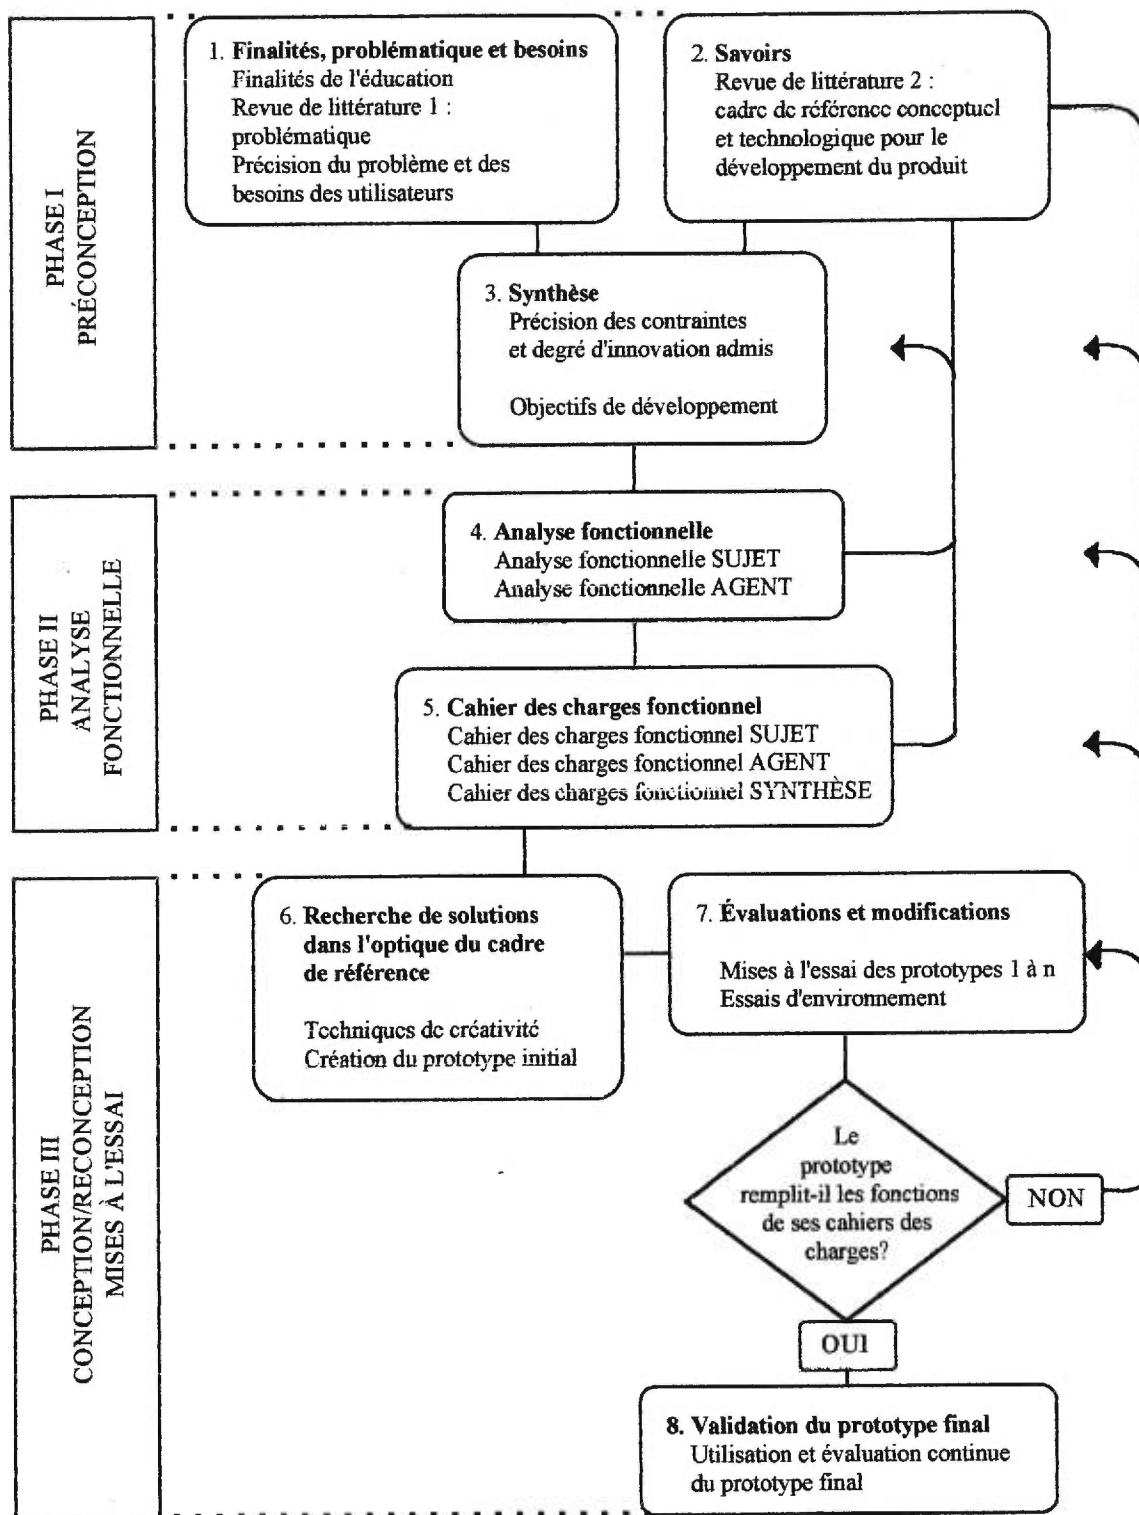 PHASE I
PRÉCONCEPTION
1. Finalités, problématique et besoins
Finalités de l'éducation
Revue de littérature 1 :
problématique
Précision du problème et des
besoins des utilisateurs
2. Savoirs
Revue de littérature 2 :
cadre de référence conceptuel
et technologique pour le
développement du produit
3. Synthèse
Précision des contraintes
et degré d'innovation admis
Objectifs de développement
PHASE II
ANALYSE
FONCTIONNELLE
4. Analyse fonctionnelle
Analyse fonctionnelle SUJET
Analyse fonctionnelle AGENT
5. Cahier des charges fonctionnel
Cahier des charges fonctionnel SUJET
Cahier des charges fonctionnel AGENT
Cahier des charges fonctionnel SYNTHÈSE
PHASE III
CONCEPTION/RECONCEPTION
MISES À L'ESSAI
6. Recherche de solutions
dans l'optique du cadre
de référence
Techniques de créativité
Création du prototype initial
7. Évaluations et modifications
Mises à l'essai des prototypes 1 à n
Essais d'environnement
Le
prototype
remplit-il les fonctions
de ses cahiers des
charges?
NON
OUI
8. Validation du prototype final
Utilisation et évaluation continue
du prototype final